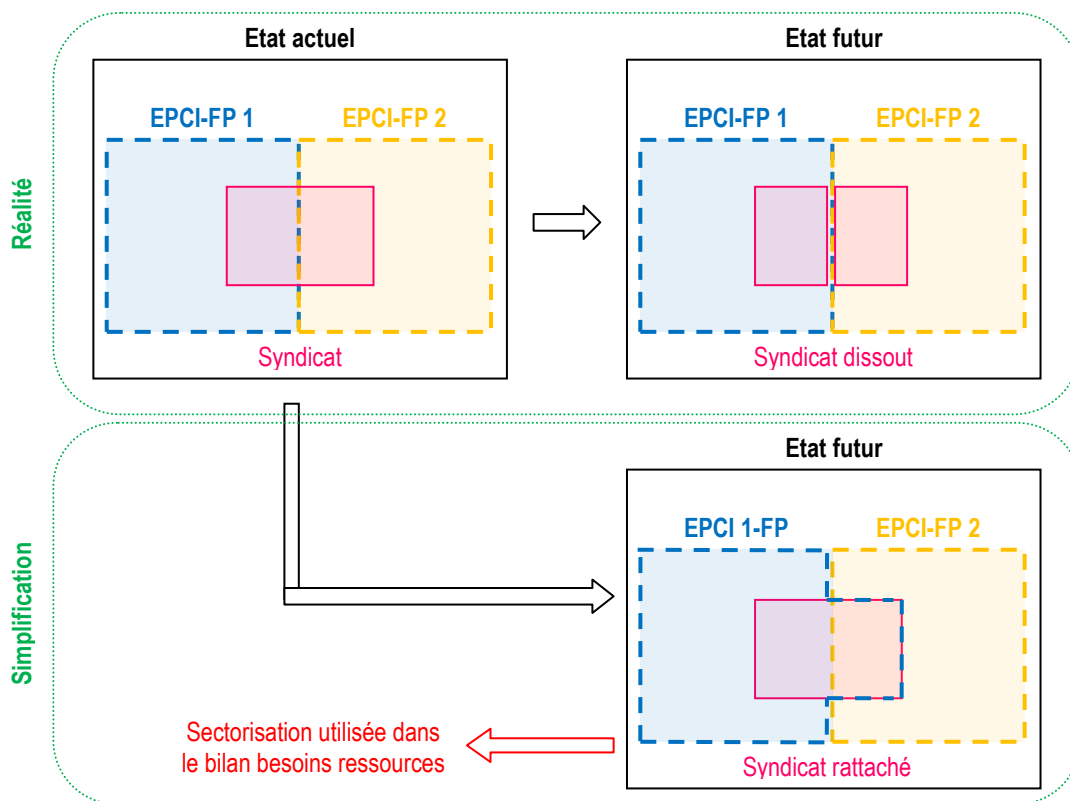 Etat actuel
Etat futur
EPCI-FP 1
EPCI-FP 2
EPCI-FP 1
EPCI-FP 2
Réalité
Syndicat
Syndicat dissout
Etat futur
EPCI 1-FP
EPCI-FP 2
Simplification
Sectorisation utilisée dans
le bilan besoins ressources
Syndicat rattaché